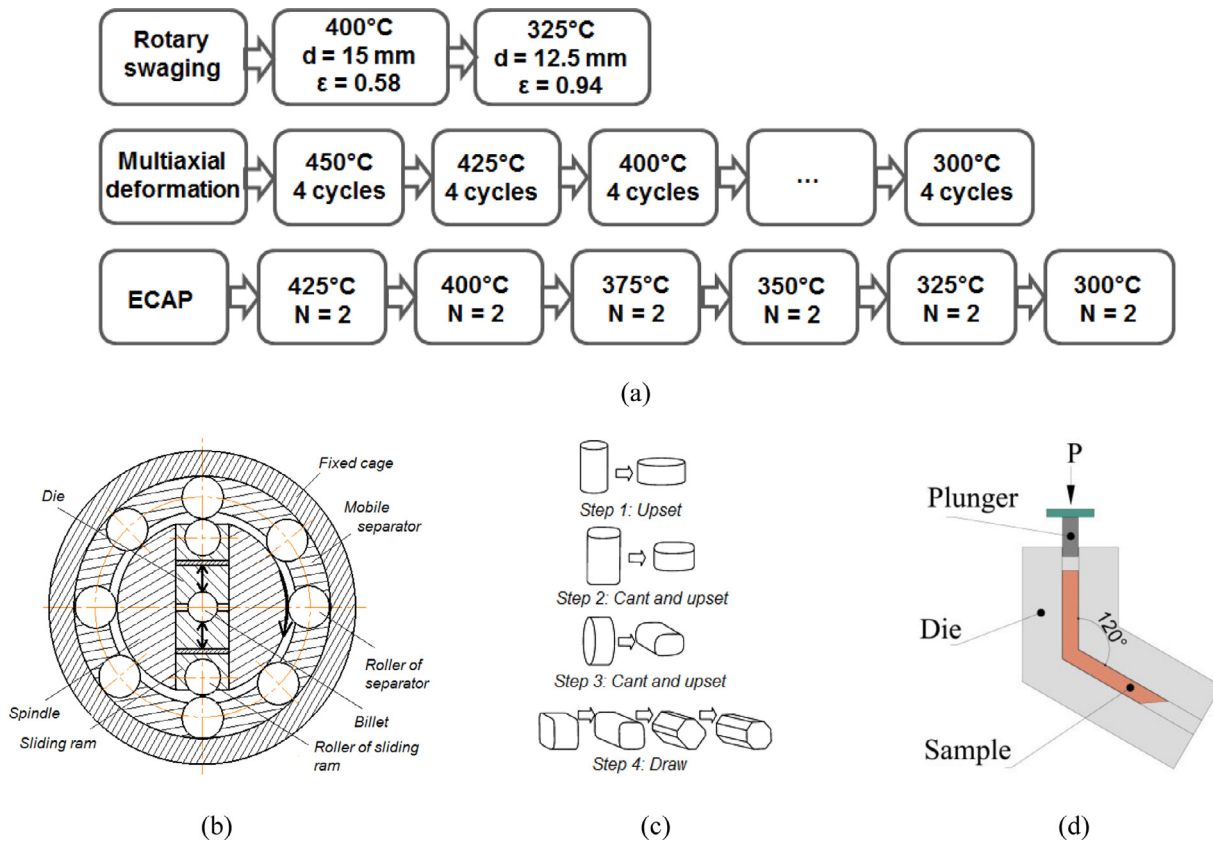 Rotary
swaging
400°C
d = 15 mm
ε = 0.58
325°C
d = 12.5 mm
ε = 0.94
Multiaxial
deformation
450°C
4 cycles
425°C
4 cycles
400°C
4 cycles
...
300°C
4 cycles
ECAP
425°C
N = 2
400°C
N = 2
375°C
N = 2
350°C
N = 2
325°C
N = 2
300°C
N = 2
(a)
Fixed cage
Die
Mobile
separator
Roller of
separator
Spindle
Billet
Sliding ram
Roller of sliding
ram
(b)
Step 1: Upset
Step 2: Cant and upset
Step 3: Cant and upset
Step 4: Draw
(c)
P
Plunger
Die
120°
Sample
(d)